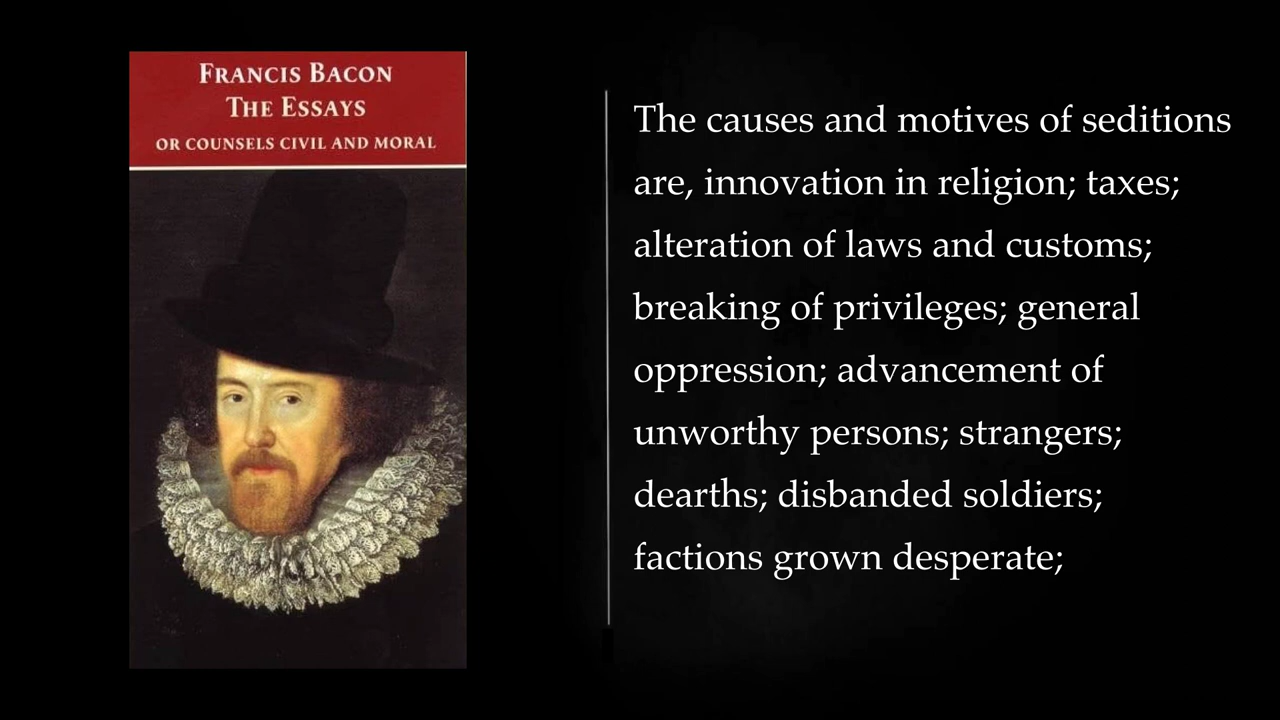 FRANCIS BACON
THE ESSAYS
OR COUNSELS CIVIL AND MORAL
The causes and motives of seditions
are, innovation in religion; taxes;
alteration of laws and customs;
breaking of privileges; general
oppression; advancement of
unworthy persons; strangers;
dearths; disbanded soldiers;
factions grown desperate;